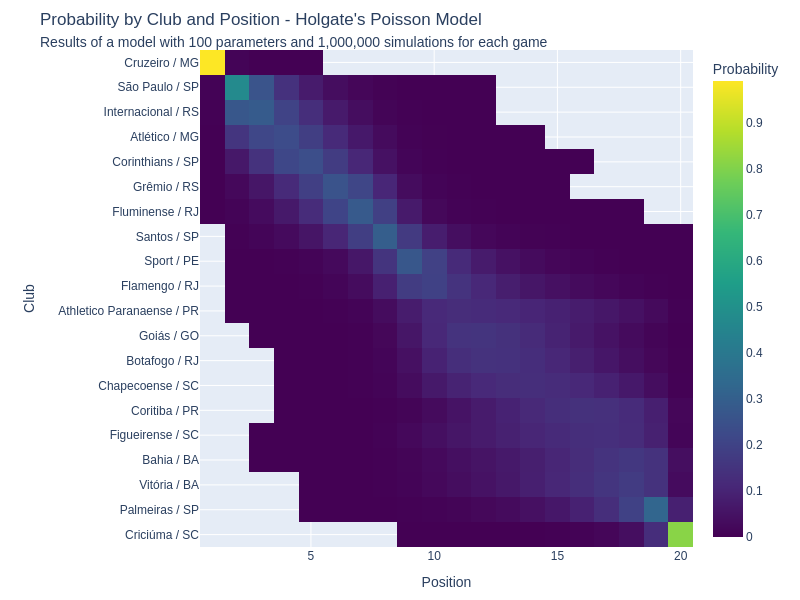 Probability by Club and Position - Holgate's Poisson Model
Results of a model with 100 parameters and 1,000,000 simulations for each game
Probability
Cruzeiro / MG
São Paulo / SP
Internacional / RS
Atlético / MG
Corinthians / SP
Grêmio / RS
Fluminense / RJ
Santos / SP
Sport / PE
Flamengo / RJ
Athletico Paranaense / PR
Goiás / GO
Botafogo / RJ
Chapecoense / SC
Coritiba / PR
Figueirense / SC
Bahia / BA
Vitória / BA
Palmeiras / SP
Criciúma / SC
Club
5
10
15
20
Position
0.9
0.8
0.7
0.6
0.5
0.4
0.3
0.2
0.1
0